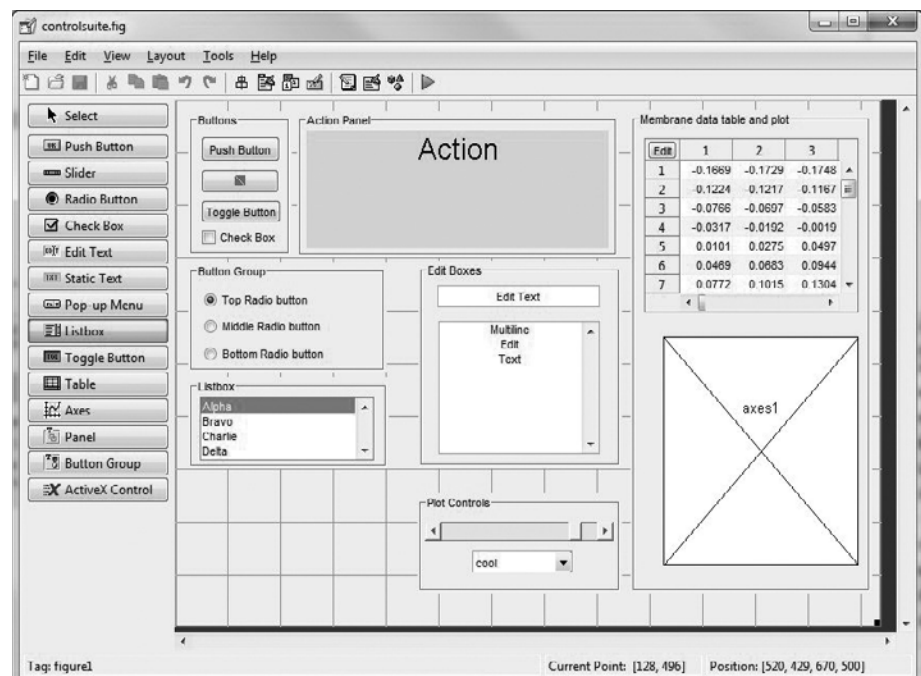 controlsuite.fig
File Edit View Layout Tools Help
Select
Push Button
Slider
Radio Button
Check Box
Edit Text
Static Text
Pop-up Menu
Listbox
Toggle Button
Table
Axes
Panel
Button Group
ActiveX Control
Buttons
Push Button
Toggle Button
Check Box
Action Panel
Action
Button Group
Top Radio button
Middle Radio button
Bottom Radio button
Listbox
Alpha
Bravo
Charlie
Delta
Edit Boxes
Edit Text
Multiline
Edit
Text
Plot Controls
cool
Membrane data table and plot
Edit 1 2 3
1 -0.1669 -0.1729 -0.1748
2 -0.1224 -0.1217 -0.1167
3 -0.0766 -0.0697 -0.0583
4 -0.0317 -0.0192 -0.0019
5 0.0101 0.0275 0.0497
6 0.0469 0.0683 0.0944
7 0.0772 0.1015 0.1304
axes1
Tag: figure1 Current Point: [128, 496] Position: [520, 429, 670, 500]